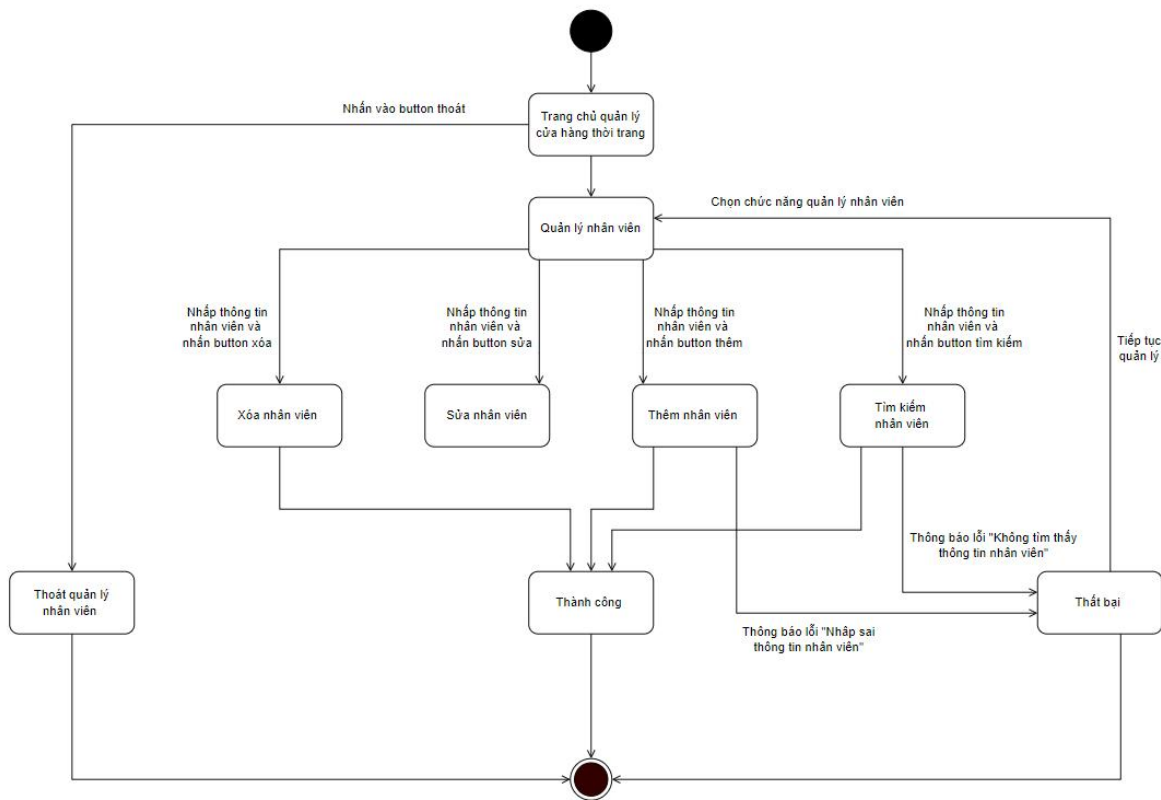 Nhấn vào button thoát
Trang chủ quản lý
cửa hàng thời trang
Chọn chức năng quản lý nhân viên
Quản lý nhân viên
Nhấp thông tin
nhân viên và
nhấn button xóa
Nhấp thông tin
nhân viên và
nhấn button sửa
Nhấp thông tin
nhân viên và
nhấn button thêm
Nhấp thông tin
nhân viên và
nhấn button tìm kiếm
Tiếp tục
quản lý
Xóa nhân viên
Sửa nhân viên
Thêm nhân viên
Tìm kiếm
nhân viên
Thông báo lỗi "Không tìm thấy
thông tin nhân viên"
Thoát quản lý
nhân viên
Thành công
Thất bại
Thông báo lỗi "Nhâp sai
thông tin nhân viên"